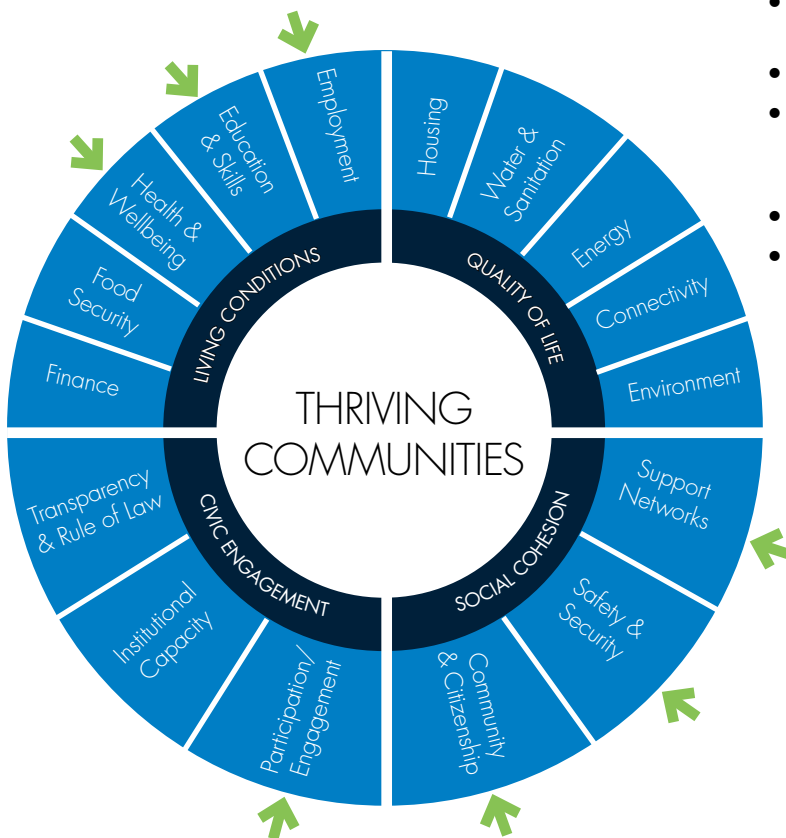 THRIVING
COMMUNITIES
LIVING CONDITIONS
Finance
Food
Security
Health &
Wellbeing
Education
& Skills
Employment
QUALITY OF LIFE
Housing
Water &
Sanitation
Energy
Connectivity
Environment
SOCIAL COHESION
Support
Networks
Safety &
Security
Community
& Citizenship
CIVIC ENGAGEMENT
Participation/
Engagement
Institutional
Capacity
Transparency
& Rule of Law